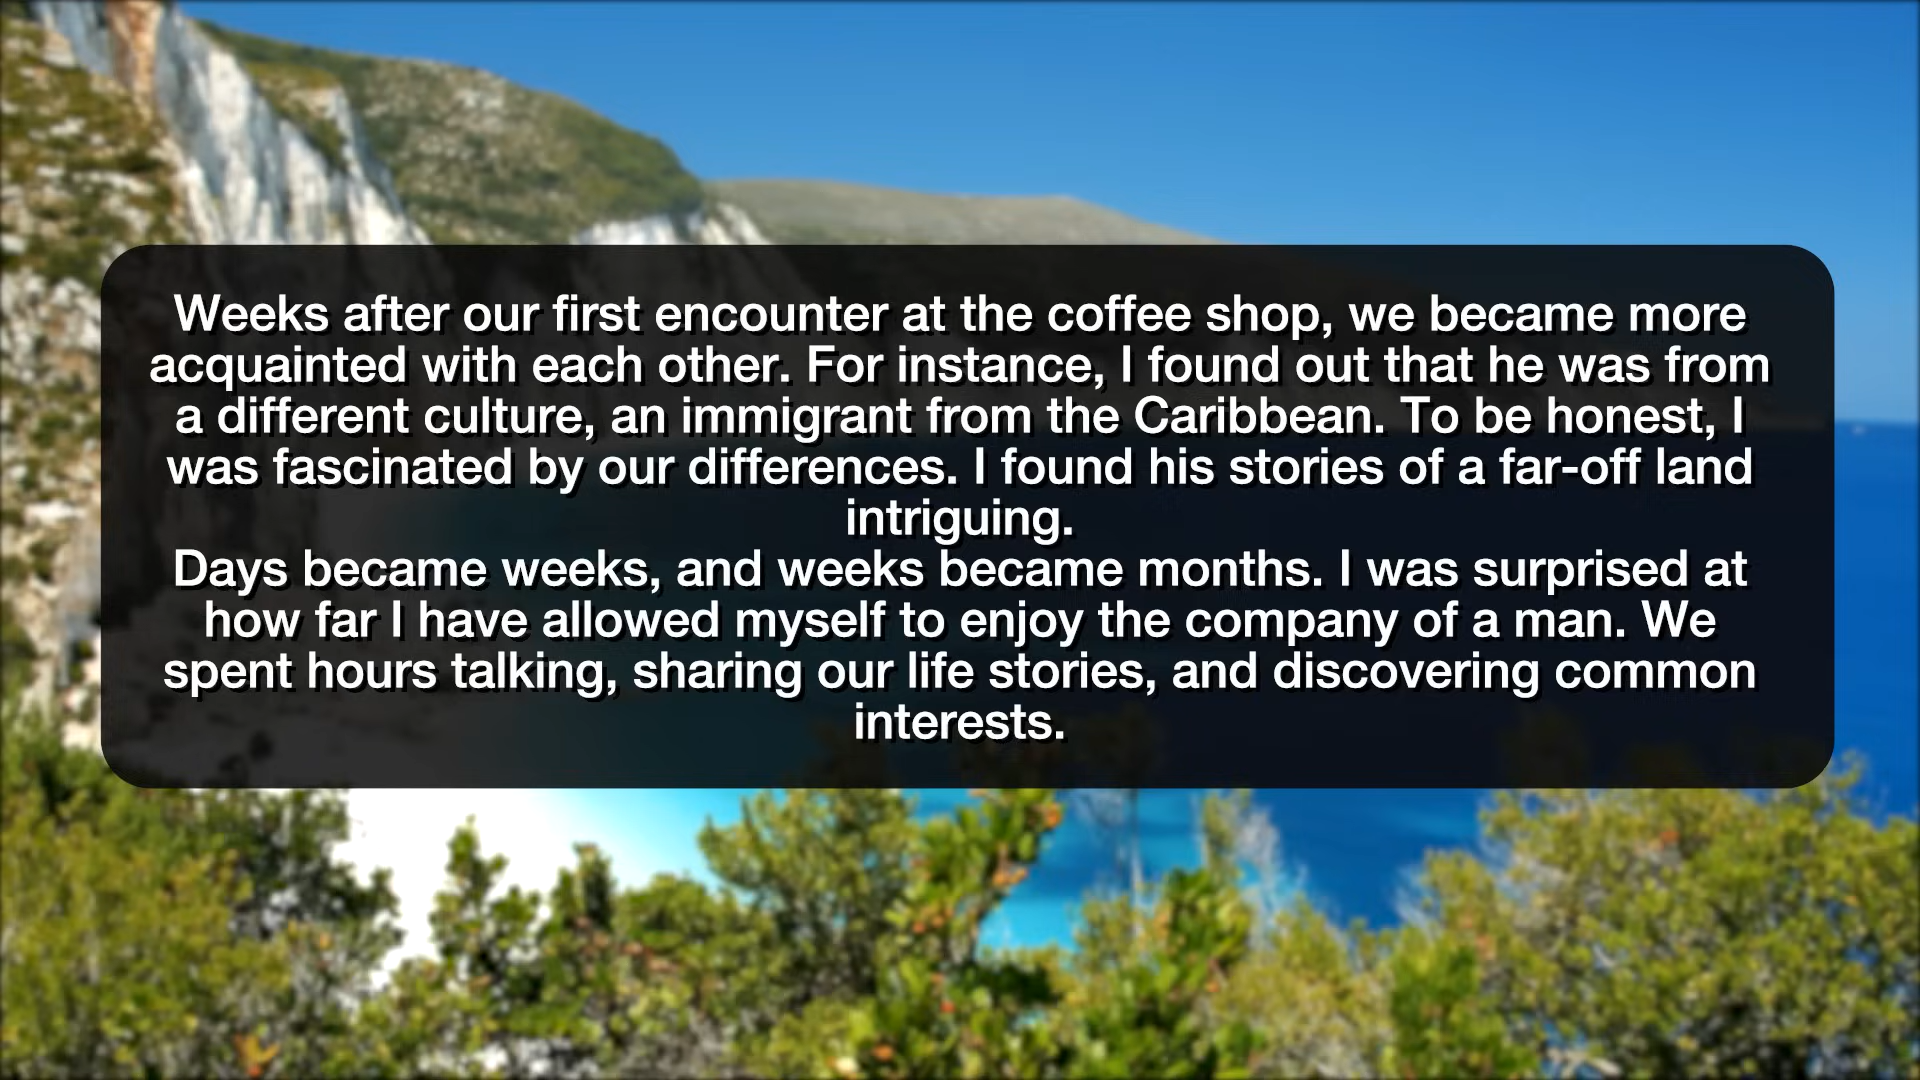 Weeks after our first encounter at the coffee shop, we became more
acquainted with each other. For instance, I found out that he was from
a different culture, an immigrant from the Caribbean. To be honest, I
was fascinated by our differences. I found his stories of a far-off land
intriguing.
Days became weeks, and weeks became months. I was surprised at
how far I have allowed myself to enjoy the company of a man. We
spent hours talking, sharing our life stories, and discovering common
interests.